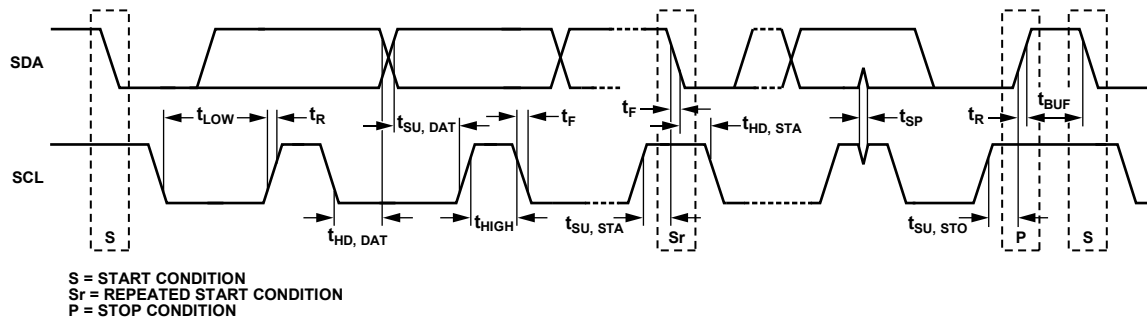 SDA
tLOW
tR
tSU, DAT
tF
tF
tHD, STA
tSP
tR
tBUF
SCL
S
tHD, DAT
tHIGH
tSU, STA
Sr
tSU, STO
P
S
S = START CONDITION
Sr = REPEATED START CONDITION
P = STOP CONDITION